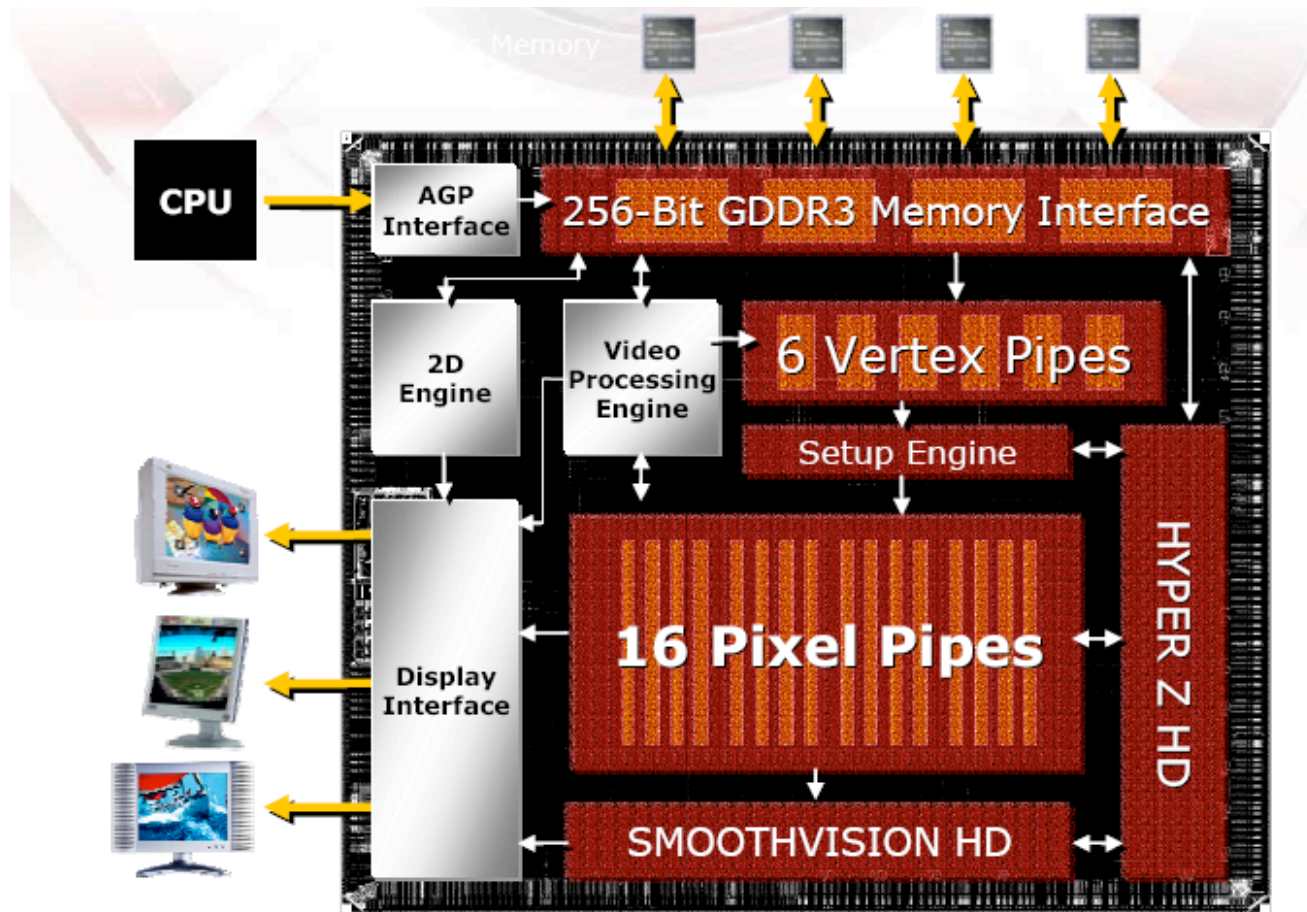 Memory
CPU
AGP
Interface
256-Bit GDDR3 Memory Interface
2D
Engine
Video
Processing
Engine
6 Vertex Pipes
Setup Engine
HYPER Z HD
16 Pixel Pipes
Display
Interface
SMOOTHVISION HD